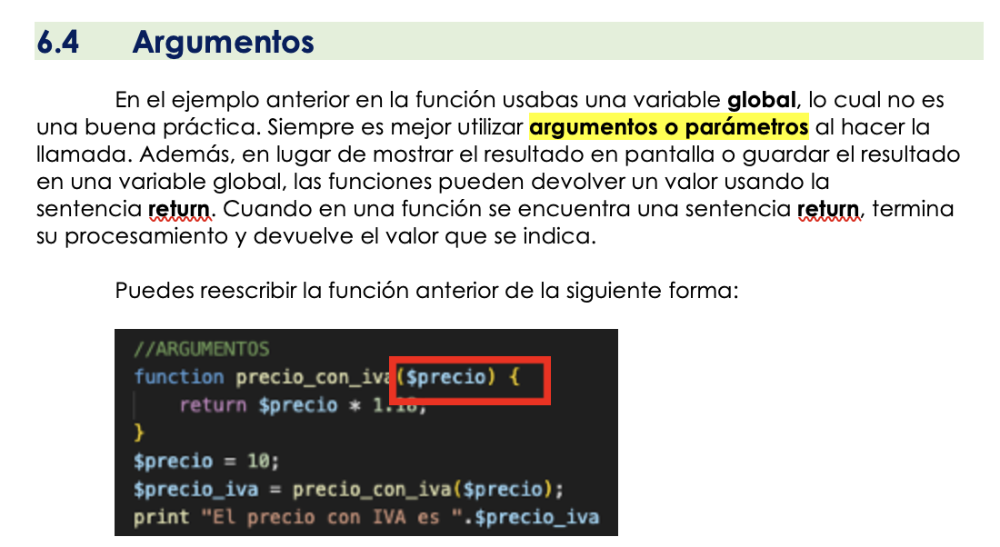 6.4 Argumentos
En el ejemplo anterior en la función usabas una variable global, lo cual no es
una buena práctica. Siempre es mejor utilizar argumentos o parámetros al hacer la
llamada. Además, en lugar de mostrar el resultado en pantalla o guardar el resultado
en una variable global, las funciones pueden devolver un valor usando la
sentencia return. Cuando en una función se encuentra una sentencia return, termina
su procesamiento y devuelve el valor que se indica.
Puedes reescribir la función anterior de la siguiente forma:
//ARGUMENTOS
function precio_con_iva($precio) {
return $precio * 1.18;
}
$precio = 10;
$precio_iva = precio_con_iva($precio);
print "El precio con IVA es ".$precio_iva